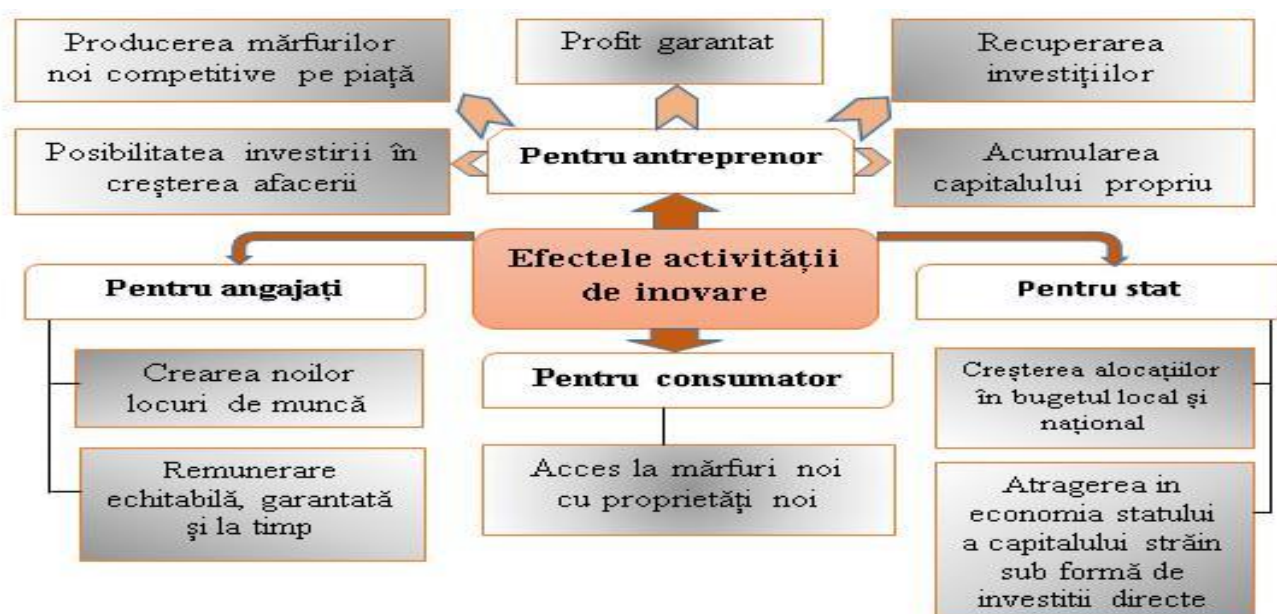 Producerea mărfurilor
noi competitive pe piață
Profit garantat
Recuperarea
investițiilor
Posibilitatea investirii în
creșterea afacerii
Pentru antreprenor
Acumularea
capitalului propriu
Efectele activității
de inovare
Pentru angajați
Pentru stat
Crearea noilor
locuri de muncă
Remunerare
echitabilă, garantată
și la timp
Pentru consumator
Acces la mărfuri noi
cu proprietăți noi
Creșterea alocațiilor
în bugetul local și
național
Atragerea in
economia statului
a capitalului străin
sub formă de
investitii directe